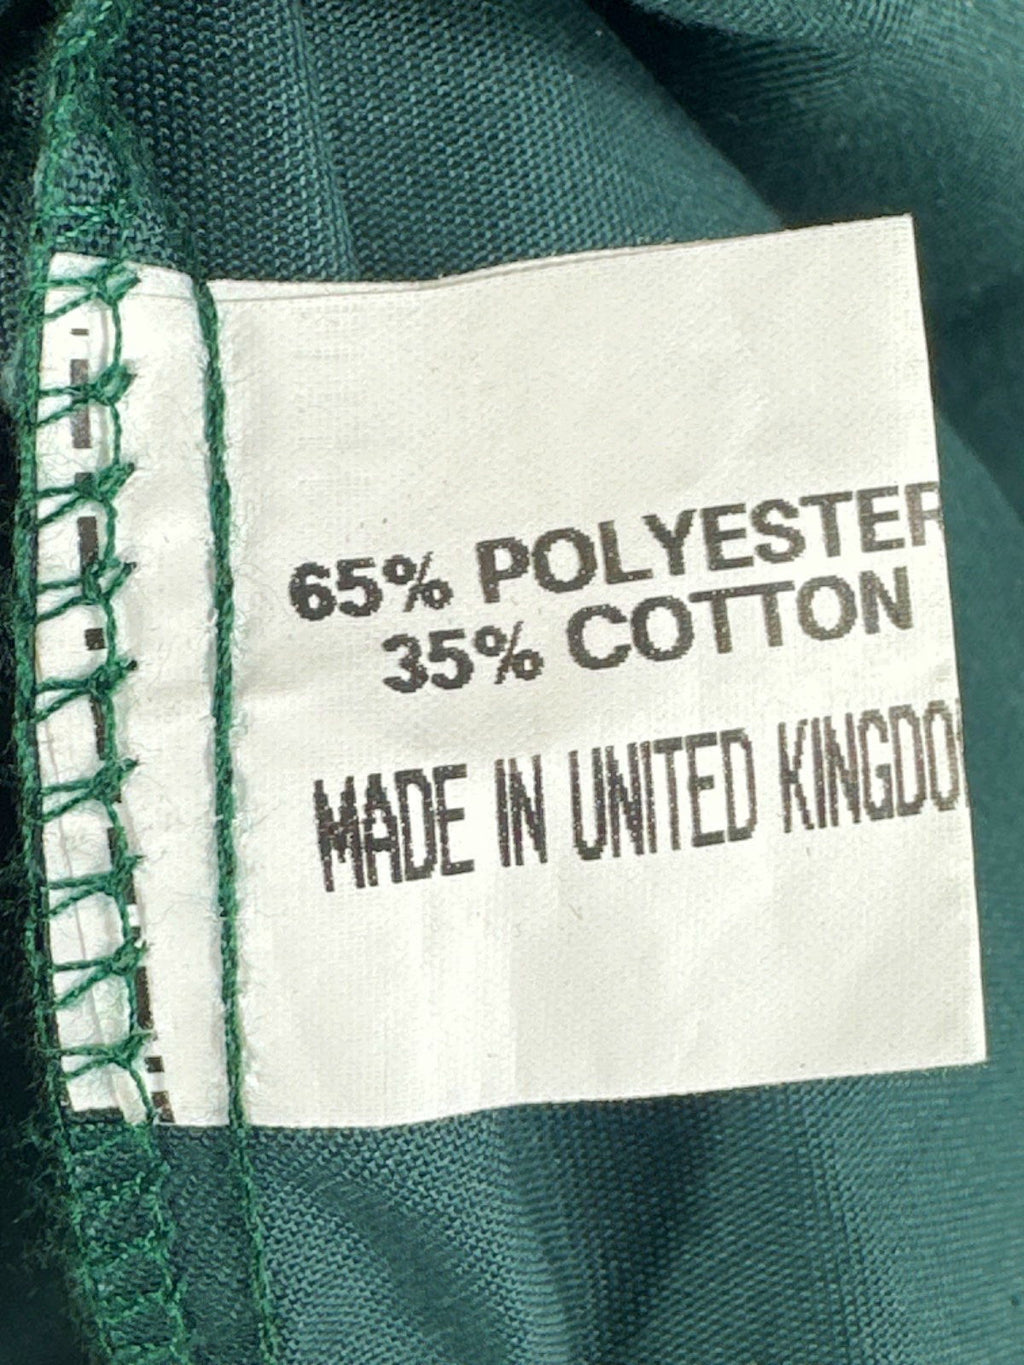 65% POLYESTER
35% COTTON
MADE IN UNITED KINGDO